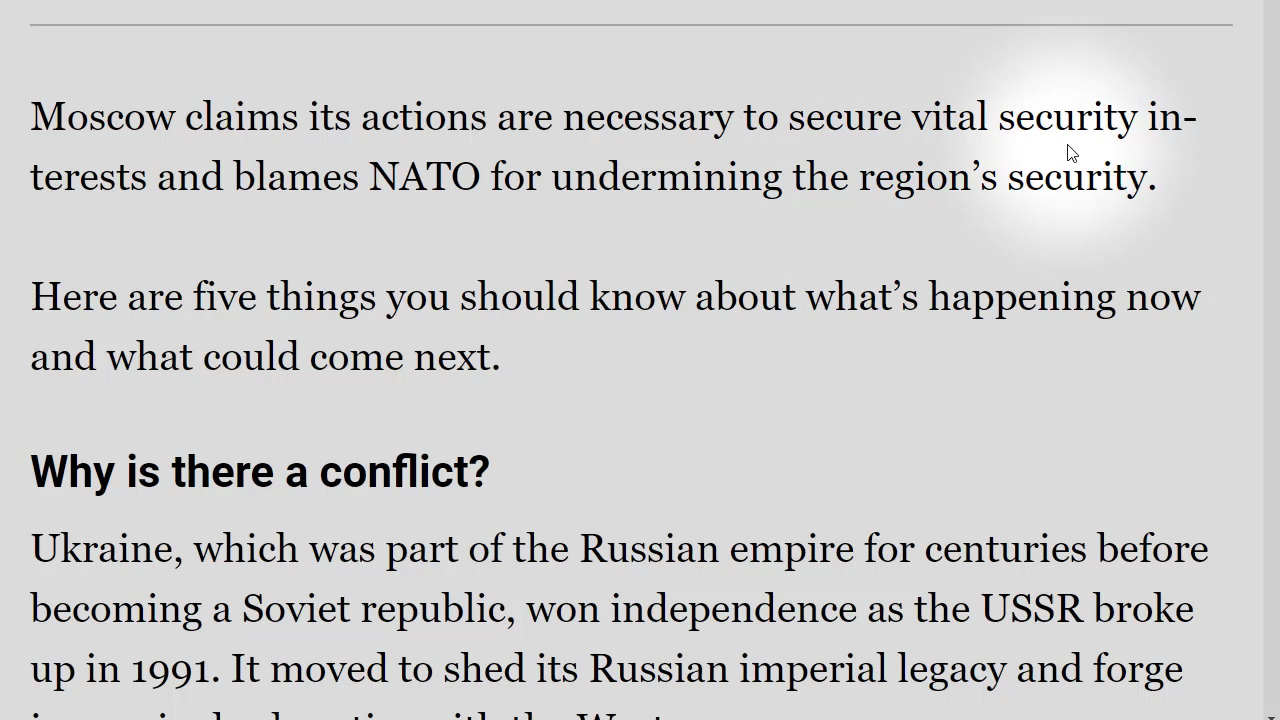 Moscow claims its actions are necessary to secure vital security in-
terests and blames NATO for undermining the region’s security.
Here are five things you should know about what’s happening now
and what could come next.
Why is there a conflict?
Ukraine, which was part of the Russian empire for centuries before
becoming a Soviet republic, won independence as the USSR broke
up in 1991. It moved to shed its Russian imperial legacy and forge